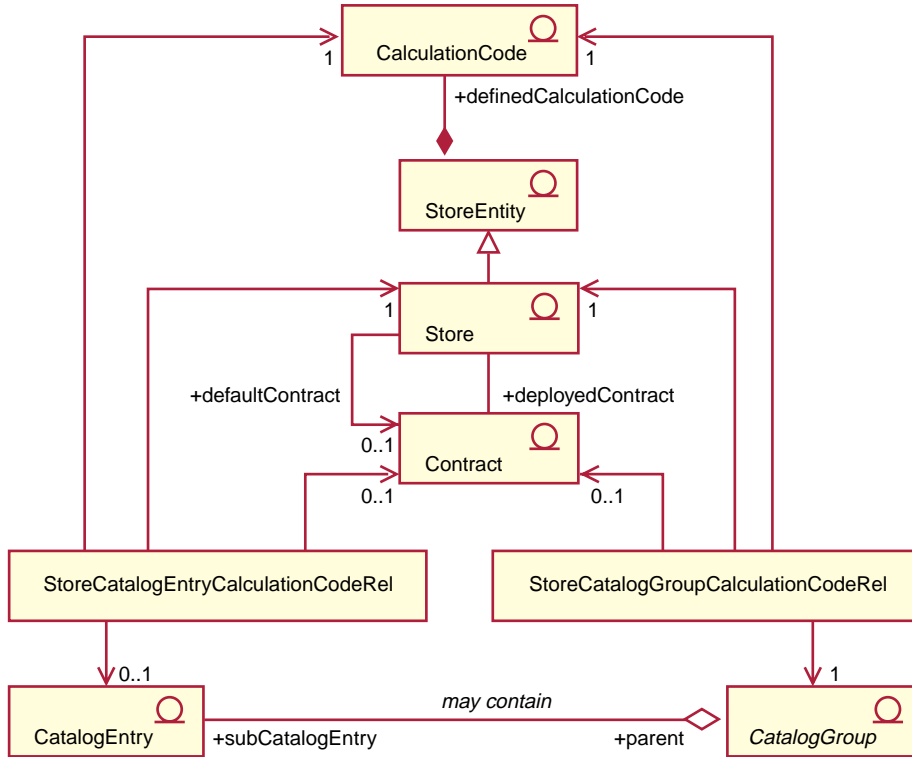 CalculationCode
1
1
+definedCalculationCode
StoreEntity
1
1
Store
+defaultContract
+deployedContract
0..1
Contract
0..1
0..1
StoreCatalogEntryCalculationCodeRel
StoreCatalogGroupCalculationCodeRel
0..1
1
may contain
CatalogEntry
+subCatalogEntry
+parent
CatalogGroup